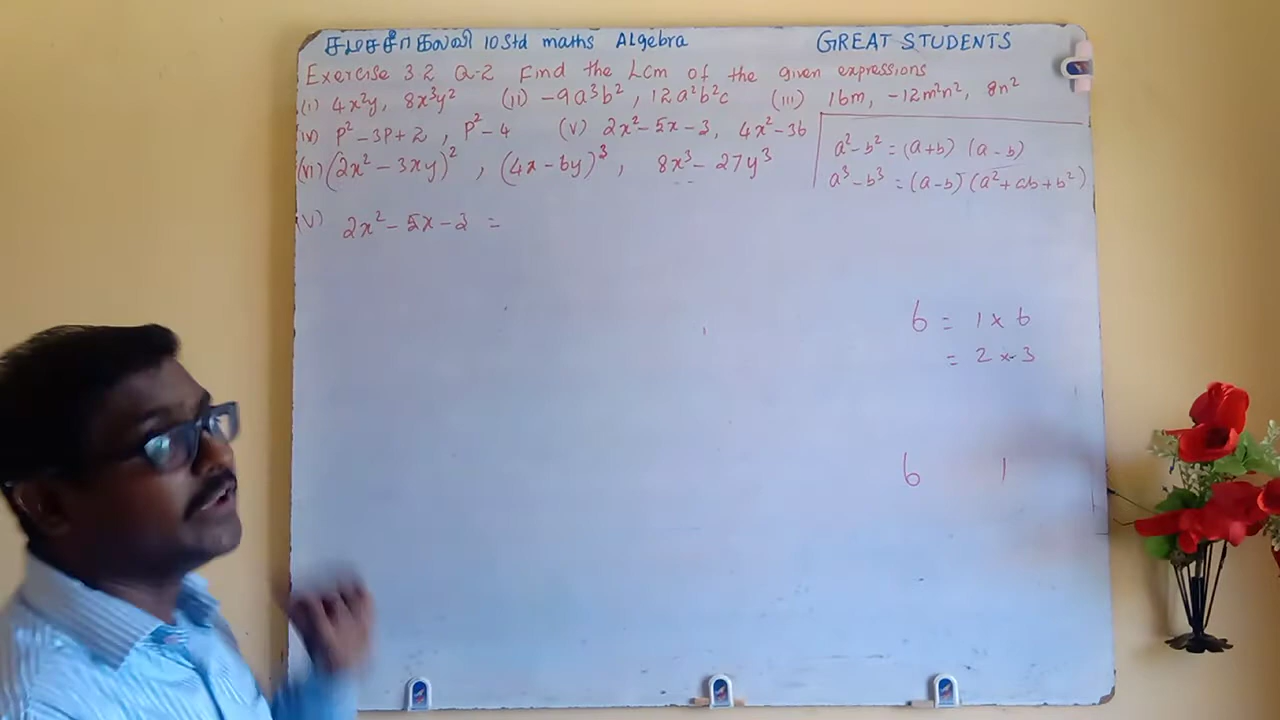 சமச்சீர் கல்வி 10 Std maths Algebra GREAT STUDENTS
Exercise 3.2 Q-2 Find the LCM of the given expressions
(i) 4x²y, 8x³y² (ii) -9a³b², 12a²b²c (iii) 16m, -12m²n², 8n²
(iv) p²-3p+2, p²-4 (v) 2x²-5x-3, 4x²-36
(vi) (2x²-3xy)², (4x-6y)³, 8x³-27y³
a²-b² = (a+b) (a-b)
a³-b³ = (a-b) (a²+ab+b²)
(v) 2x²-5x-3 =
6 = 1 × 6
= 2 × 3
6 1